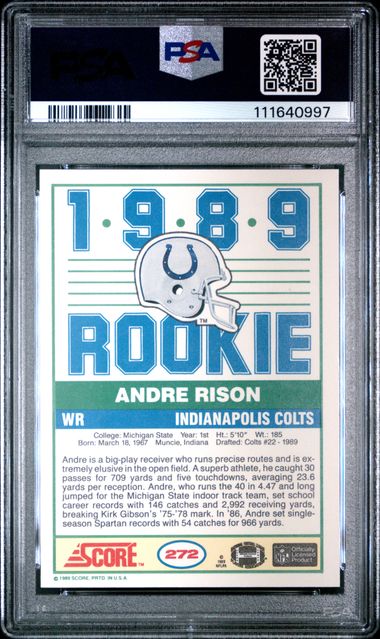 PSA
111640997
1·9·8·9
TM
ROOKIE
ANDRE RISON
WR INDIANAPOLIS COLTS
College: Michigan State Year: 1st Ht.: 5'10" Wt.: 185
Born: March 18, 1967 Muncie, Indiana Drafted: Colts #22 - 1989
Andre is a big-play receiver who runs precise routes and is ex-
tremely elusive in the open field. A superb athlete, he caught 30
passes for 709 yards and five touchdowns, averaging 23.6
yards per reception. Andre, who runs the 40 in 4.47 and long
jumped for the Michigan State indoor track team, set school
career records with 146 catches and 2,992 receiving yards,
breaking Kirk Gibson's '75-'78 mark. In '86, Andre set single-
season Spartan records with 54 catches for 966 yards.
SCORE 272 © 1989 NFLPA Officially Licensed Product
© 1989 SCORE PRTD IN U.S.A